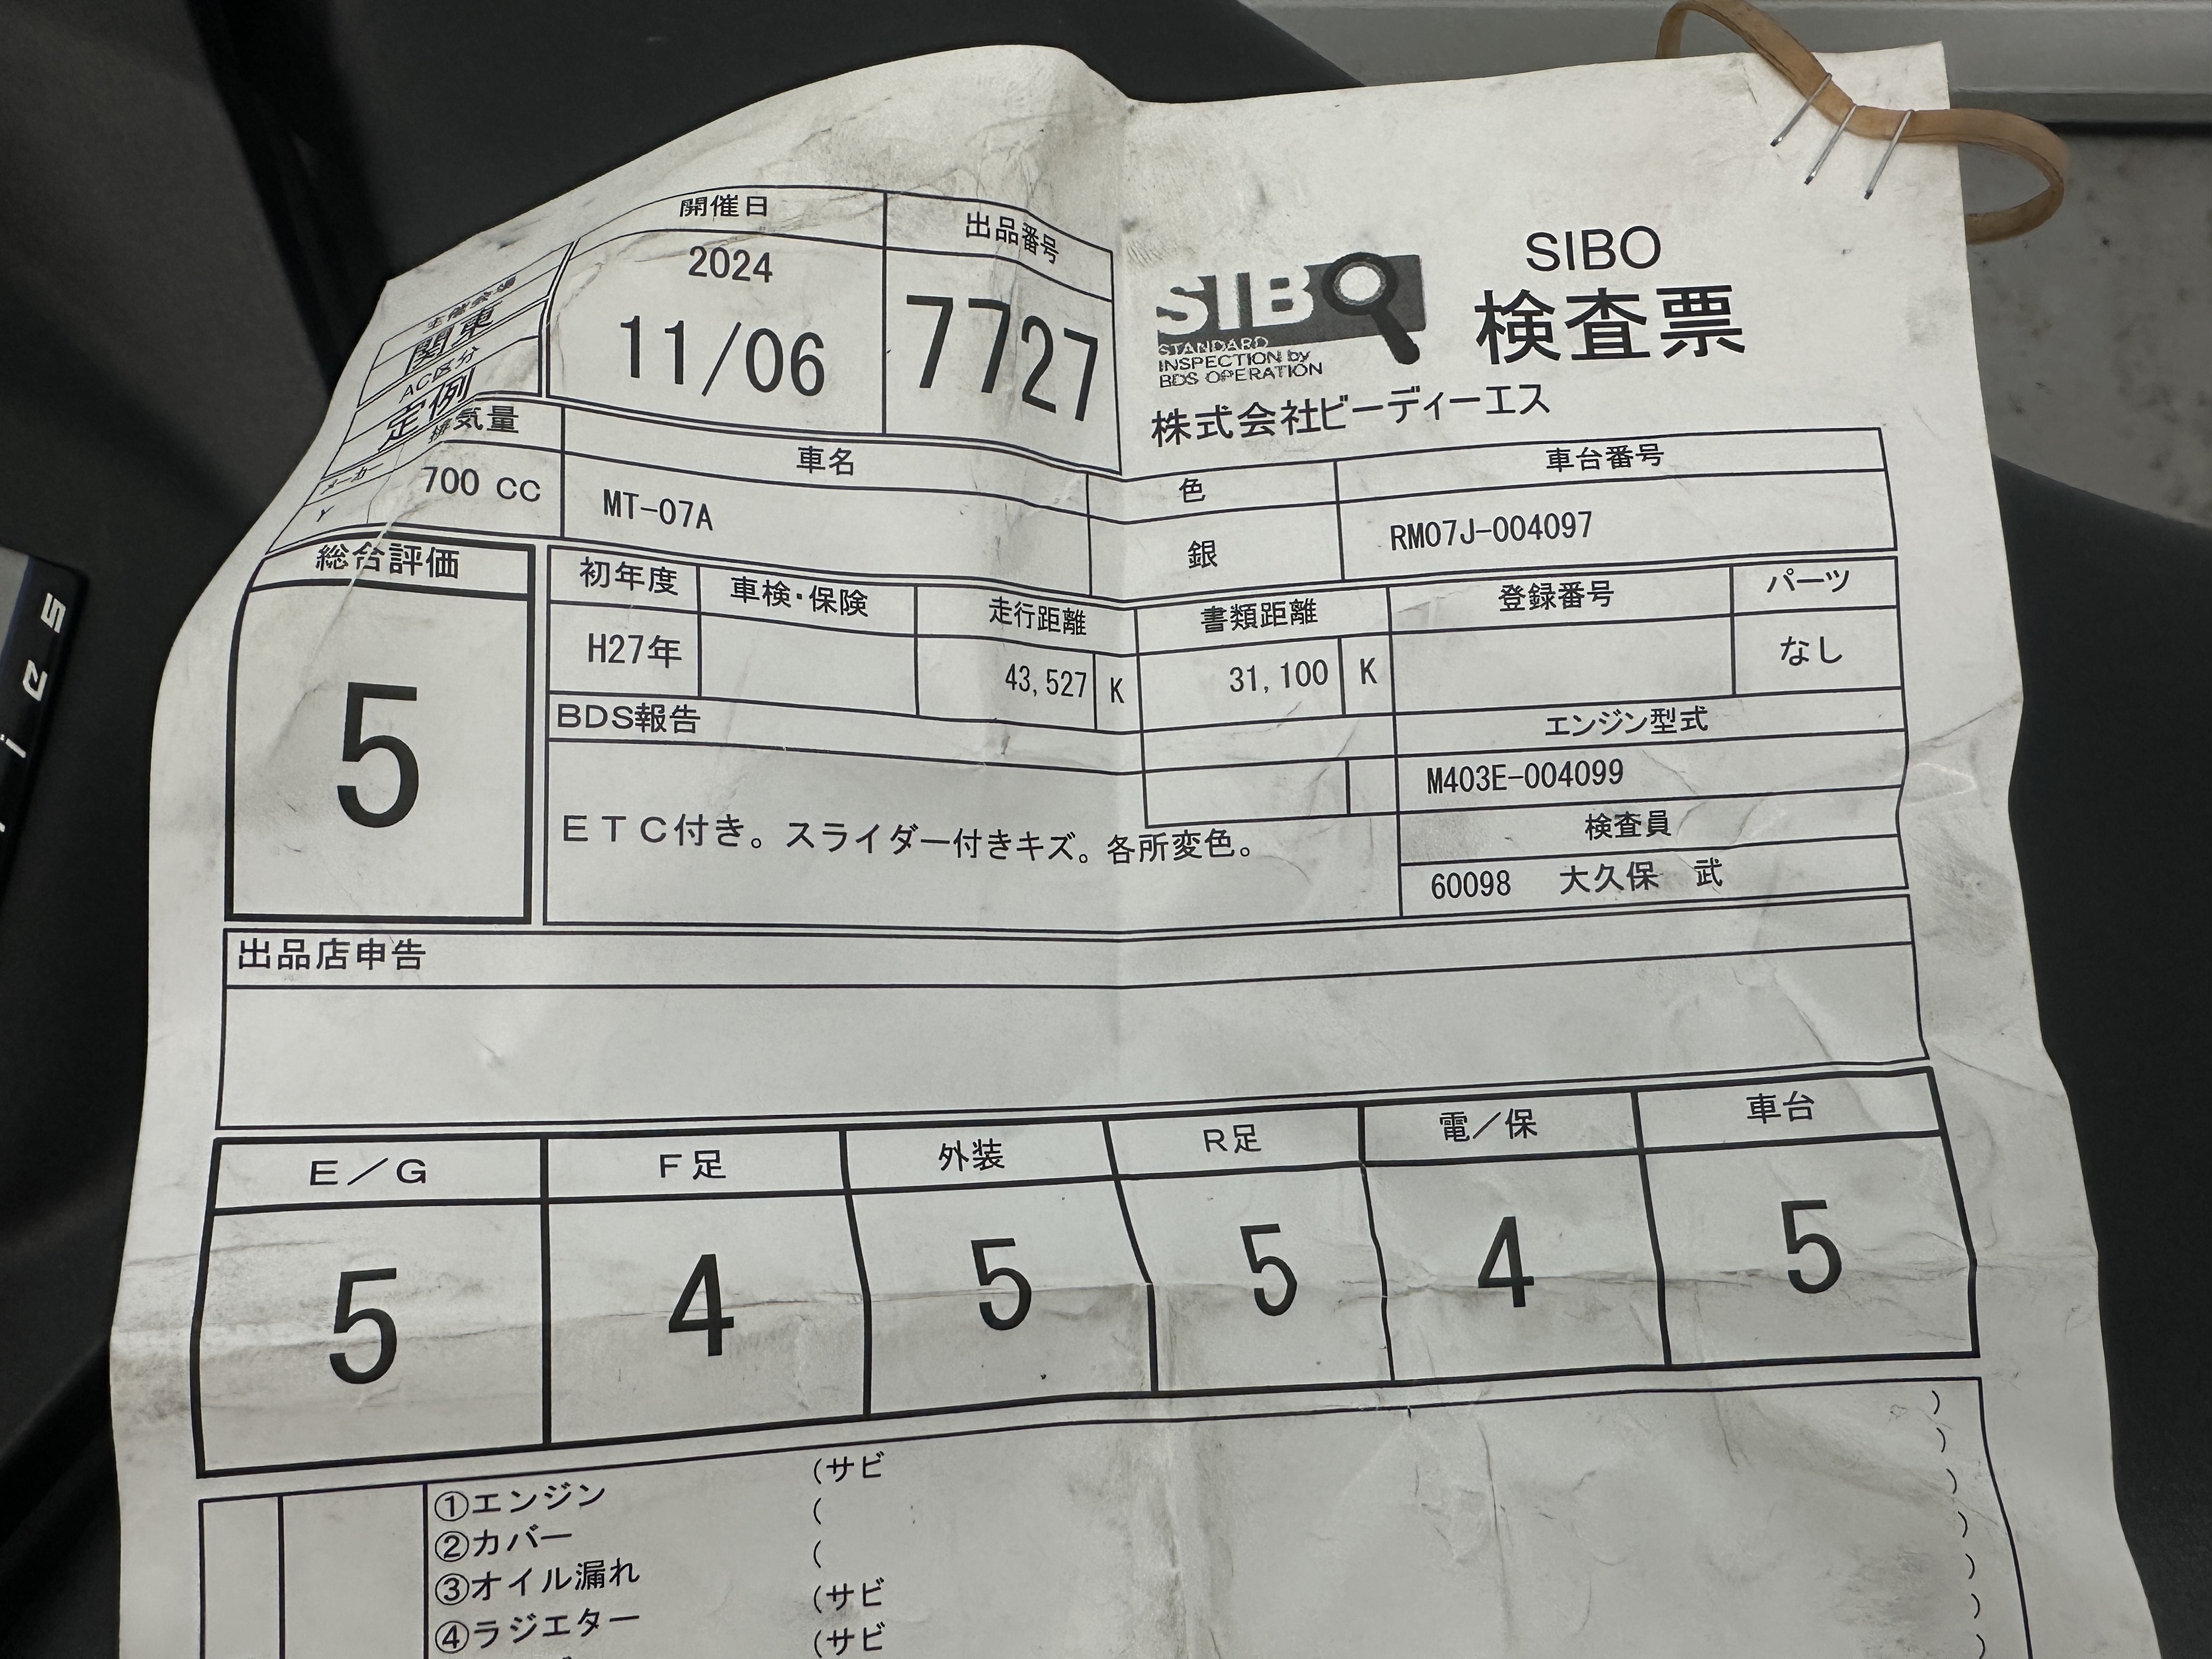 主催会場
関東
AC区分
定例
開催日
2024
11/06
出品番号
7727
SIBO
STANDARD
INSPECTION by
BDS OPERATION
SIBO
検査票
株式会社ビーディーエス
メーカー
Y
排気量
700 CC
車名
MT-07A
色
銀
車台番号
RM07J-004097
総合評価
5
初年度
H27年
車検・保険
走行距離
43,527 K
書類距離
31,100 K
登録番号
パーツ
なし
BDS報告
ETC付き。スライダー付きキズ。各所変色。
エンジン型式
M403E-004099
検査員
60098 大久保 武
出品店申告
E/G F足 外装 R足 電/保 車台
5 4 5 5 4 5
①エンジン (サビ )
②カバー ( )
③オイル漏れ ( )
④ラジエター (サビ )
(サビ )